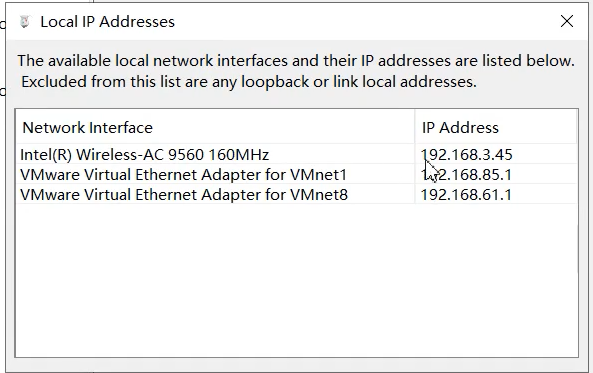 Local IP Addresses
The available local network interfaces and their IP addresses are listed below.
Excluded from this list are any loopback or link local addresses.
Network Interface IP Address
Intel(R) Wireless-AC 9560 160MHz 192.168.3.45
VMware Virtual Ethernet Adapter for VMnet1 192.168.85.1
VMware Virtual Ethernet Adapter for VMnet8 192.168.61.1